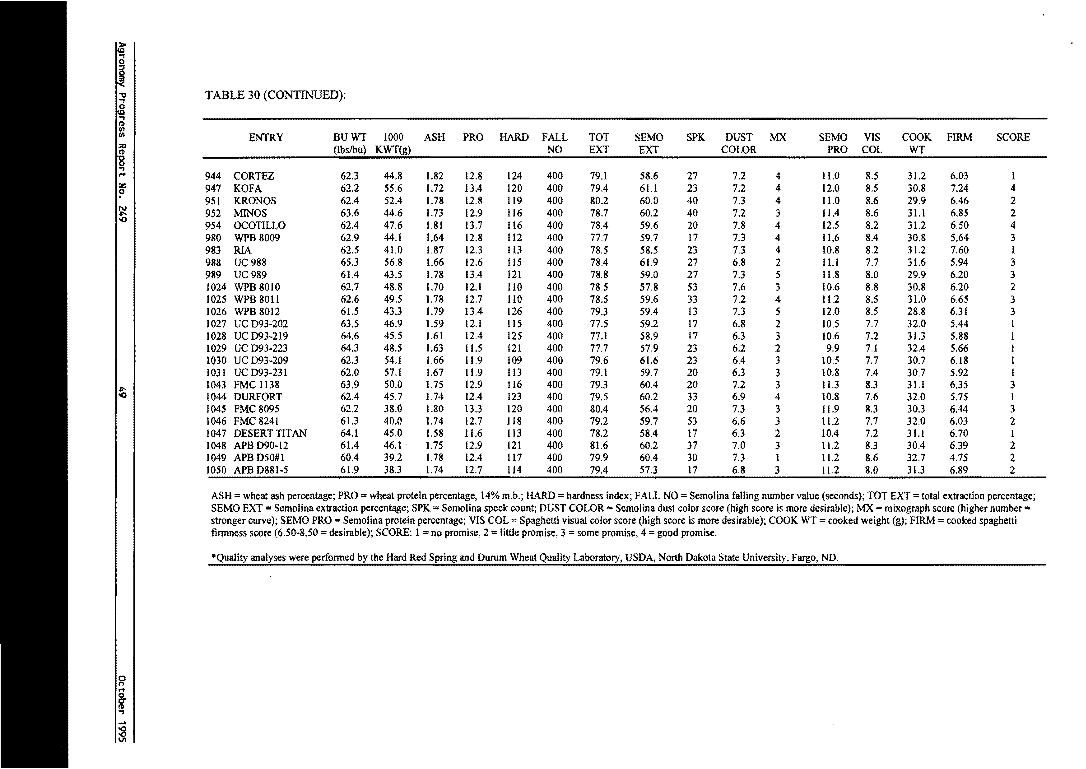 TABLE 30 (CONTINUED):
ENTRY BU WT 1000 ASH PRO HARD FALL TOT SEMO SPK DUST MX SEMO VIS COOK FIRM SCORE
(lbs/bu) KWT(g) NO EXT EXT COLOR PRO COL WT
944 CORTEZ 62.3 44.8 1.82 12.8 124 400 79.1 58.6 27 7.2 4 11.0 8.5 31.2 6.03 1
947 KOFA 62.2 55.6 1.72 13.4 120 400 79.4 61.1 23 7.2 4 12.0 8.5 30.8 7.24 4
951 KRONOS 62.4 52.4 1.78 12.8 119 400 80.2 60.0 40 7.3 4 11.0 8.6 29.9 6.46 2
952 MINOS 63.6 44.6 1.73 12.9 116 400 78.7 60.2 40 7.2 3 11.4 8.6 31.1 6.85 2
954 OCOTILLO 62.4 47.6 1.81 13.7 116 400 78.4 59.6 20 7.8 4 12.5 8.2 31.2 6.50 4
980 WPB 8009 62.9 44.1 1.64 12.8 112 400 77.7 59.7 17 7.3 4 11.6 8.4 30.8 5.64 3
983 RIA 62.5 41.0 1.87 12.3 113 400 78.5 58.5 23 7.3 4 10.8 8.2 31.2 7.60 1
988 UC 988 65.3 56.8 1.66 12.6 115 400 78.4 61.9 27 6.8 2 11.1 7.7 31.6 5.94 3
989 UC 989 61.4 43.5 1.78 13.4 121 400 78.8 59.0 27 7.3 5 11.8 8.0 29.9 6.20 3
1024 WPB 8010 62.7 48.8 1.70 12.1 110 400 78.5 57.8 53 7.6 3 10.6 8.8 30.8 6.20 2
1025 WPB 8011 62.6 49.5 1.78 12.7 110 400 78.5 59.6 33 7.2 4 11.2 8.5 31.0 6.65 3
1026 WPB 8012 61.5 43.3 1.79 13.4 126 400 79.3 59.4 13 7.3 5 12.0 8.5 28.8 6.31 3
1027 UC D93-202 63.5 46.9 1.59 12.1 115 400 77.5 59.2 17 6.8 2 10.5 7.7 32.0 5.44 1
1028 UC D93-219 64.6 45.5 1.61 12.4 125 400 77.1 58.9 17 6.3 3 10.6 7.2 31.3 5.88 1
1029 UC D93-223 64.3 48.5 1.63 11.5 121 400 77.7 57.9 23 6.2 2 9.9 7.1 32.4 5.66 1
1030 UC D93-209 62.3 54.1 1.66 11.9 109 400 79.6 61.6 23 6.4 3 10.5 7.7 30.7 6.18 1
1031 UC D93-231 62.0 57.1 1.67 11.9 113 400 79.1 59.7 20 6.3 3 10.8 7.4 30.7 5.92 1
1043 FMC 1138 63.9 50.0 1.75 12.9 116 400 79.3 60.4 20 7.2 3 11.3 8.3 31.1 6.35 3
1044 DURFORT 62.4 45.7 1.74 12.4 123 400 79.5 60.2 33 6.9 4 10.8 7.6 32.0 5.75 1
1045 FMC 8095 62.2 38.0 1.80 13.3 120 400 80.4 56.4 20 7.3 3 11.9 8.3 30.3 6.44 3
1046 FMC 8241 61.3 40.0 1.74 12.7 118 400 79.2 59.7 53 6.6 3 11.2 7.7 32.0 6.03 2
1047 DESERT TITAN 64.1 45.0 1.58 11.6 113 400 78.2 58.4 17 6.3 2 10.4 7.2 31.1 6.70 1
1048 APB D90-12 61.4 46.1 1.75 12.9 121 400 81.6 60.2 37 7.0 3 11.2 8.3 30.4 6.39 2
1049 APB D50#1 60.4 39.2 1.78 12.4 117 400 79.9 60.4 30 7.3 1 11.2 8.6 32.7 4.75 2
1050 APB D881-5 61.9 38.3 1.74 12.7 114 400 79.4 57.3 17 6.8 3 11.2 8.0 31.3 6.89 2
ASH = wheat ash percentage; PRO = wheat protein percentage, 14% m.b.; HARD = hardness index; FALL NO = Semolina falling number value (seconds); TOT EXT = total extraction percentage;
SEMO EXT = Semolina extraction percentage; SPK = Semolina speck count; DUST COLOR = Semolina dust color score (high score is more desirable); MX = mixograph score (higher number =
stronger curve); SEMO PRO = Semolina protein percentage; VIS COL = Spaghetti visual color score (high score is more desirable); COOK WT = cooked weight (g); FIRM = cooked spaghetti
firmness score (6.50-8.50 = desirable); SCORE: 1 = no promise, 2 = little promise, 3 = some promise, 4 = good promise.
*Quality analyses were performed by the Hard Red Spring and Durum Wheat Quality Laboratory, USDA, North Dakota State University, Fargo, ND.
Agronomy Progress Report No. 249
49
October 1995